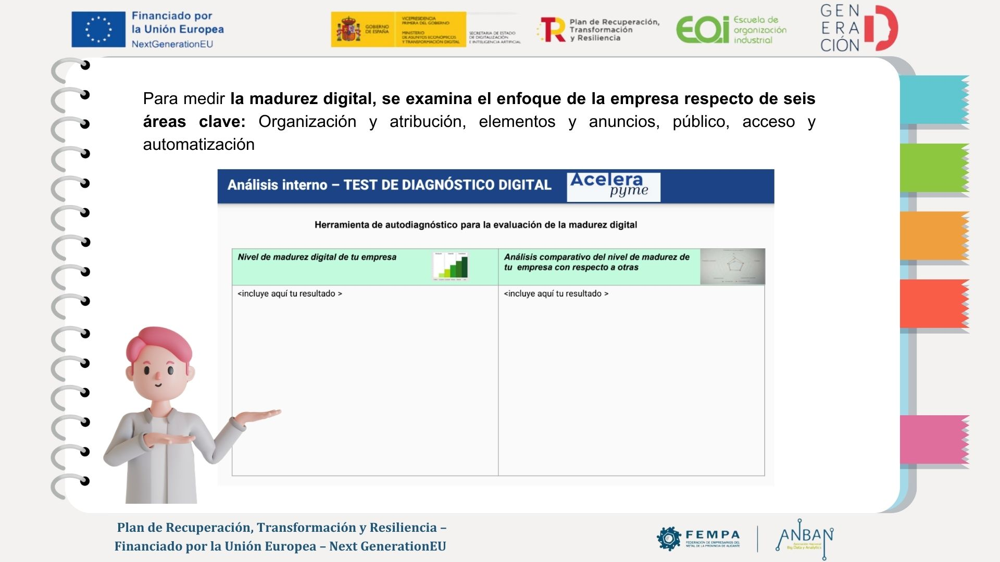 Financiado por
la Unión Europea
NextGenerationEU
GOBIERNO
DE ESPAÑA
VICEPRESIDENCIA
PRIMERA DEL GOBIERNO
MINISTERIO
DE ASUNTOS ECONÓMICOS
Y TRANSFORMACIÓN DIGITAL
SECRETARÍA DE ESTADO
DE DIGITALIZACIÓN
E INTELIGENCIA ARTIFICIAL
Plan de Recuperación,
Transformación
y Resiliencia
EOi
Escuela de
organización
industrial
GEN
ERA
CIÓN
D
Para medir la madurez digital, se examina el enfoque de la empresa respecto de seis
áreas clave: Organización y atribución, elementos y anuncios, público, acceso y
automatización
Análisis interno – TEST DE DIAGNÓSTICO DIGITAL
Acelera
pyme
Herramienta de autodiagnóstico para la evaluación de la madurez digital
Nivel de madurez digital de tu empresa
Análisis comparativo del nivel de madurez de
tu empresa con respecto a otras
<incluye aquí tu resultado >
<incluye aquí tu resultado >
Plan de Recuperación, Transformación y Resiliencia –
Financiado por la Unión Europea – Next GenerationEU
FEMPA
FEDERACIÓN DE EMPRESARIOS DEL
METAL DE LA PROVINCIA DE ALICANTE
ANBAN
Asociación Nacional
Big Data y Analytics